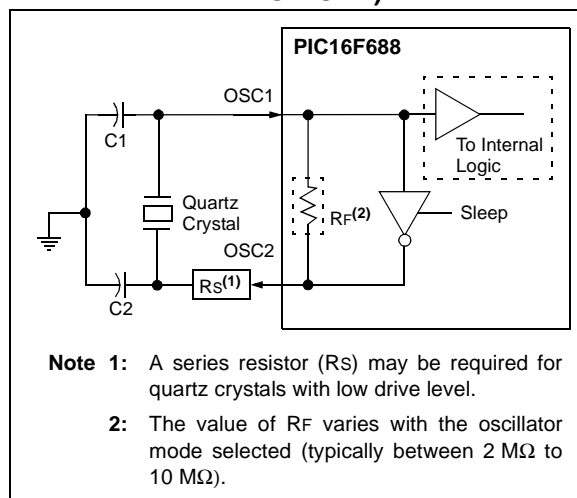 PIC16F688
OSC1
C1
To Internal
Logic
Quartz
Crystal
RF(2)
Sleep
OSC2
RS(1)
C2
Note 1: A series resistor (RS) may be required for
quartz crystals with low drive level.
2: The value of RF varies with the oscillator
mode selected (typically between 2 MΩ to
10 MΩ).